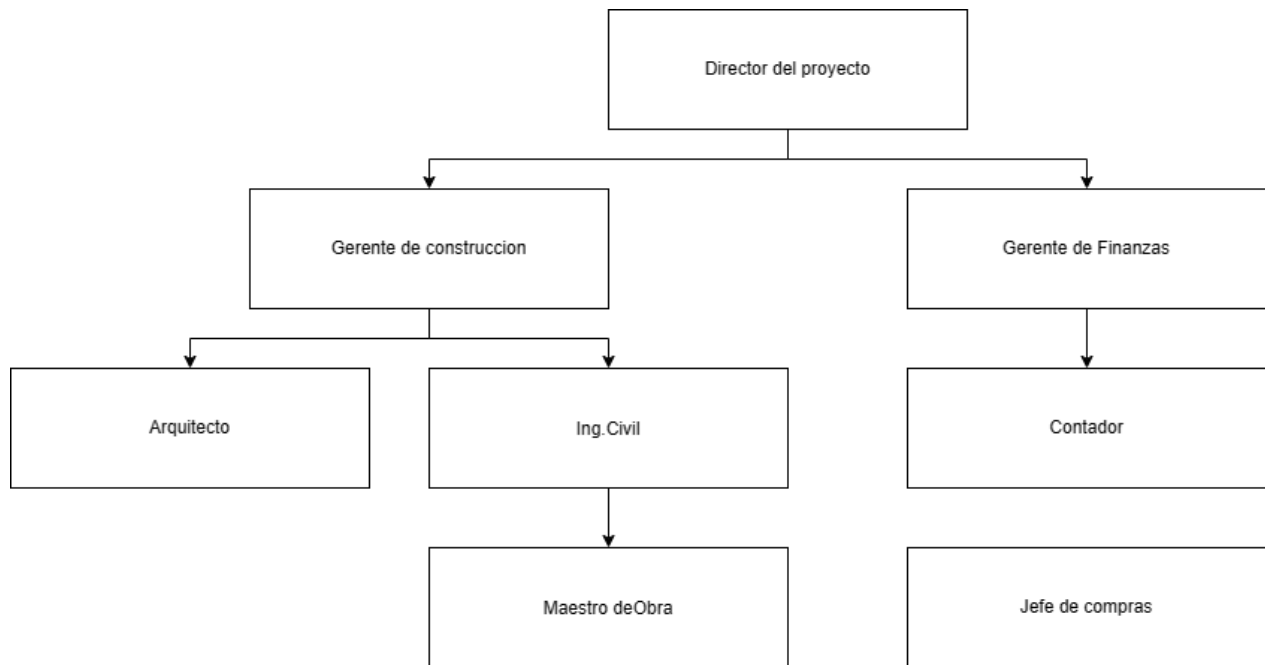 Director del proyecto
Gerente de construccion
Gerente de Finanzas
Arquitecto
Ing.Civil
Contador
Maestro deObra
Jefe de compras